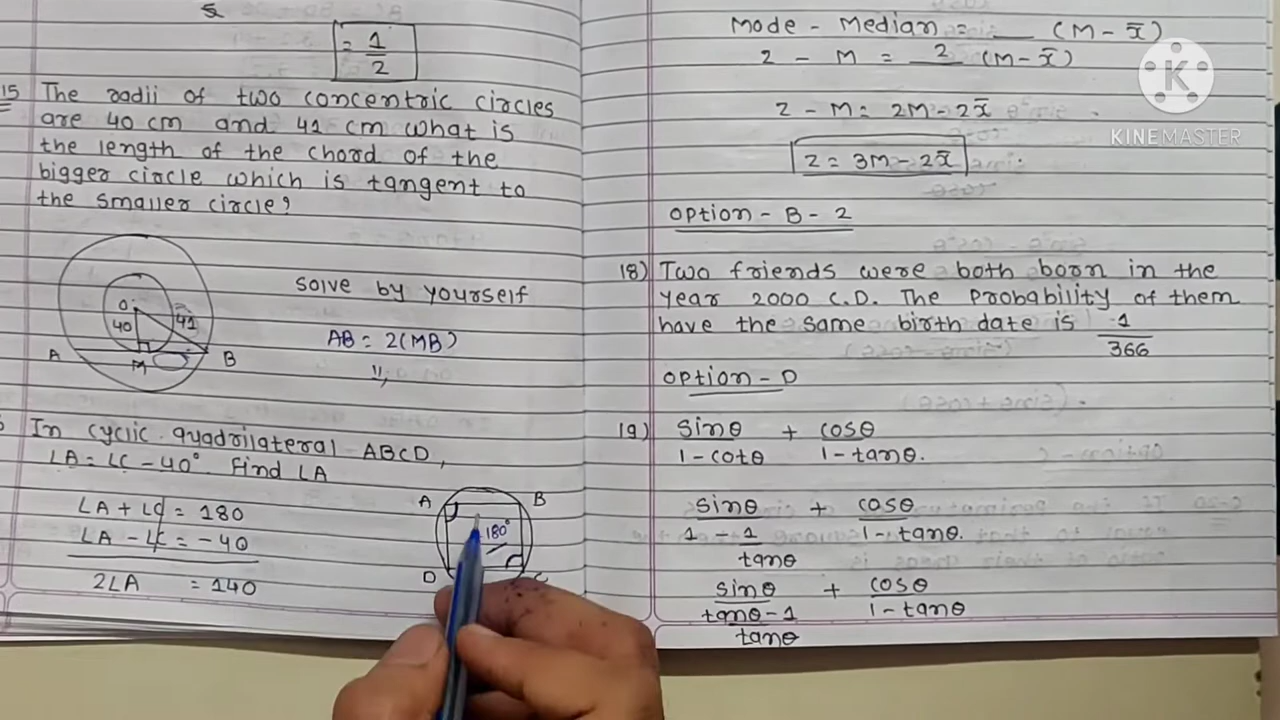 = 1/2
15 The radii of two concentric circles
are 40 cm and 41 cm what is
the length of the chord of the
bigger circle which is tangent to
the smaller circle?
O
40
41
A
M
B
solve by yourself
AB = 2(MB)
In cyclic quadrilateral ABCD,
∠A = ∠C - 40° Find ∠A
∠A + ∠C = 180
∠A - ∠C = -40
2∠A = 140
A B
180°
D C
Mode - Median = __ (M - x̄)
2 - M = 2 (M - x̄)
2 - M = 2M - 2x̄
2 = 3M - 2x̄
option - B - 2
18) Two friends were both born in the
year 2000 C.D. The Probability of them
have the same birth date is 1/366
option - D
19) sinθ/1-cotθ + cosθ/1-tanθ.
sinθ/1-1/tanθ + cosθ/1-tanθ.
sinθ/tanθ-1/tanθ + cosθ/1-tanθ
K
KINEMASTER